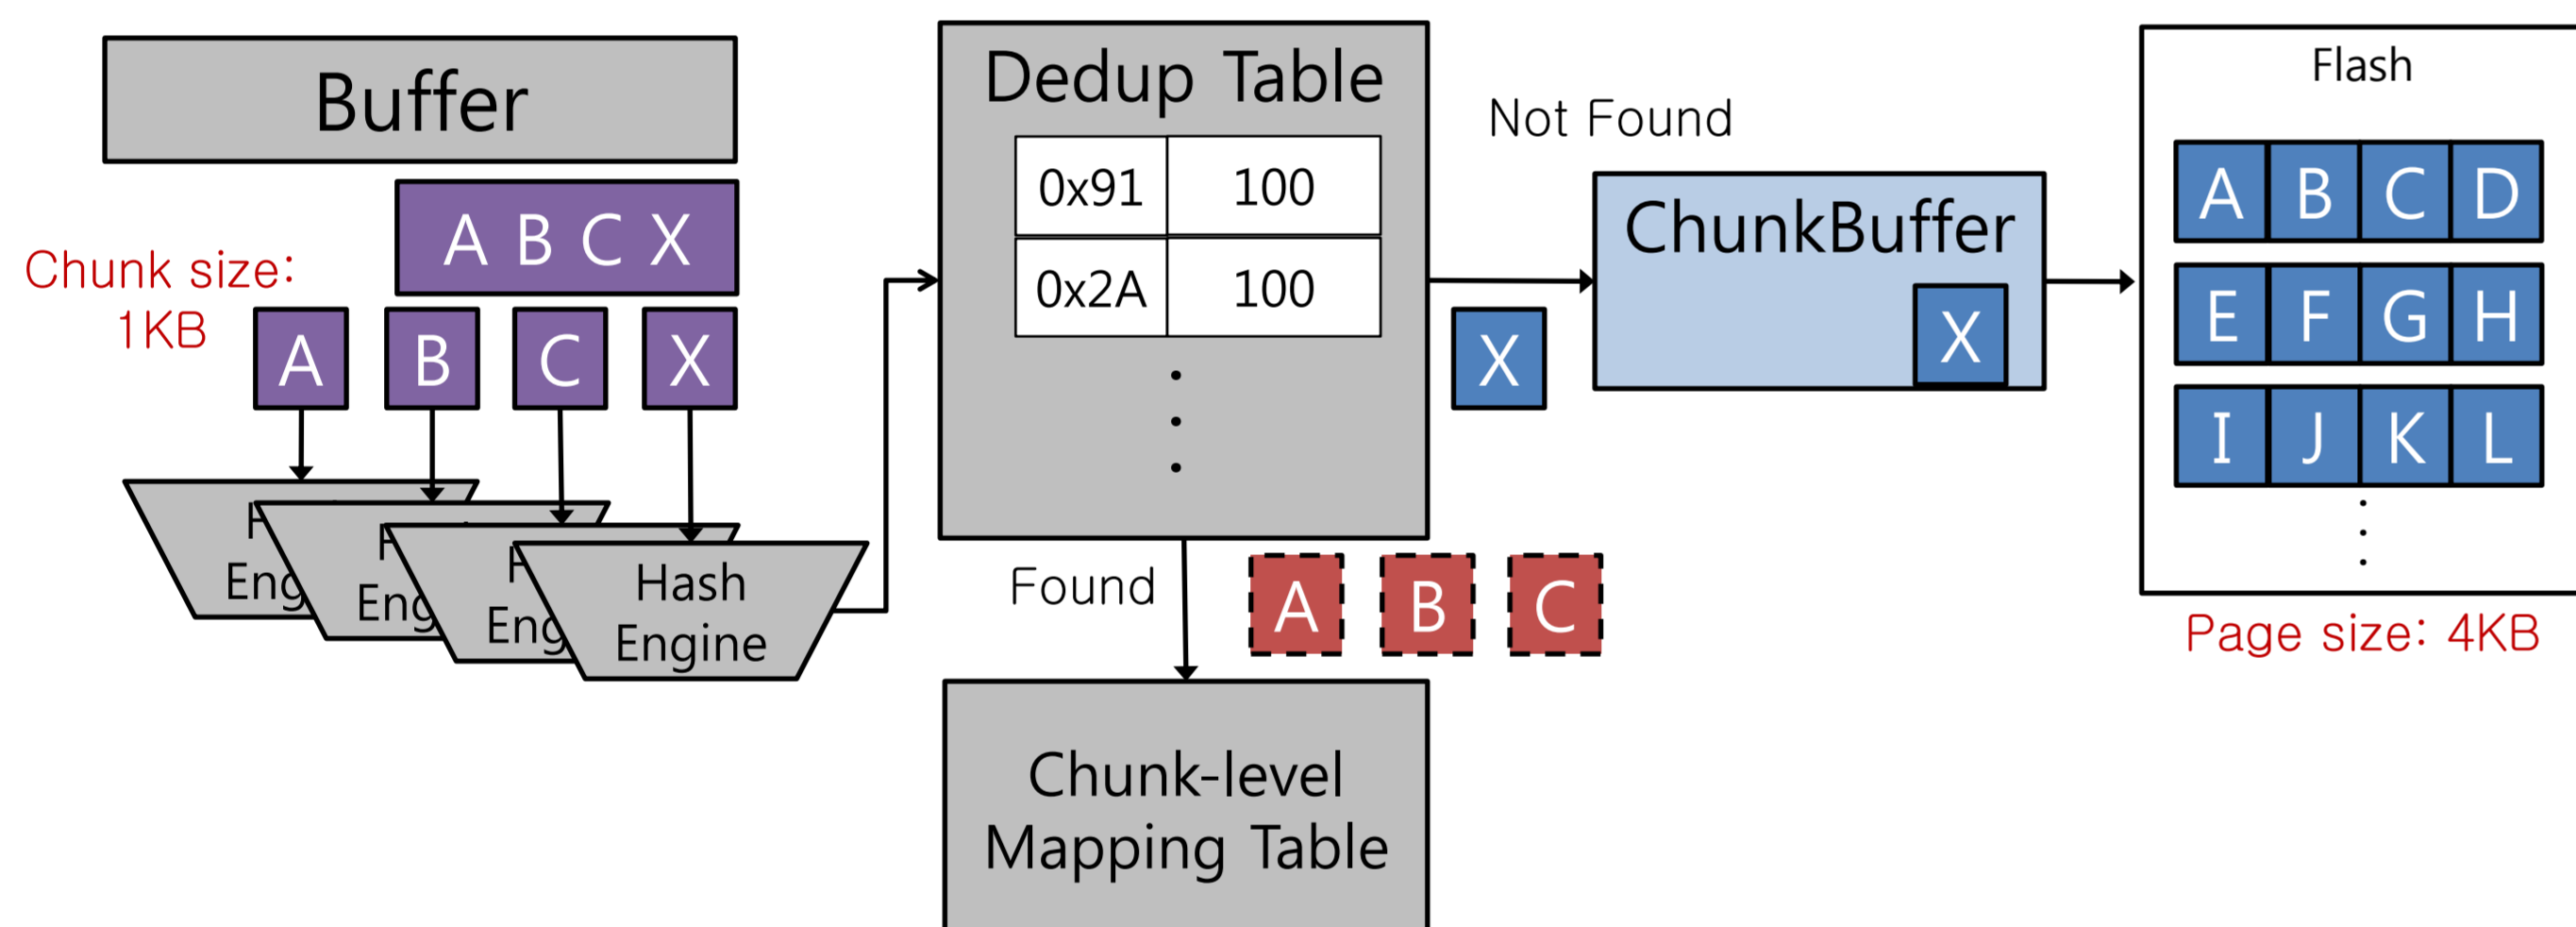 Buffer
A B C X
Chunk size:
1KB
A B C X
Eng
Eng
Eng
Hash
Engine
Dedup Table
0x91 100
0x2A 100
Found
A B C
Chunk-level
Mapping Table
Not Found
X
ChunkBuffer
X
Flash
A B C D
E F G H
I J K L
Page size: 4KB